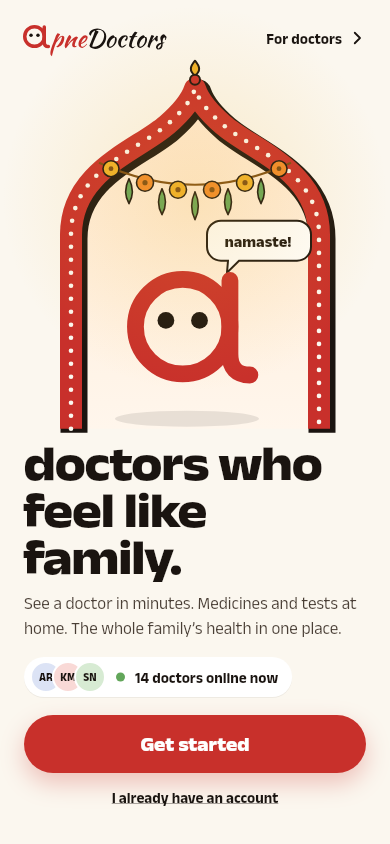 apneDoctors
For doctors
namaste!
a
doctors who
feel like
family.
See a doctor in minutes. Medicines and tests at
home. The whole family's health in one place.
AR KM SN 14 doctors online now
Get started
I already have an account